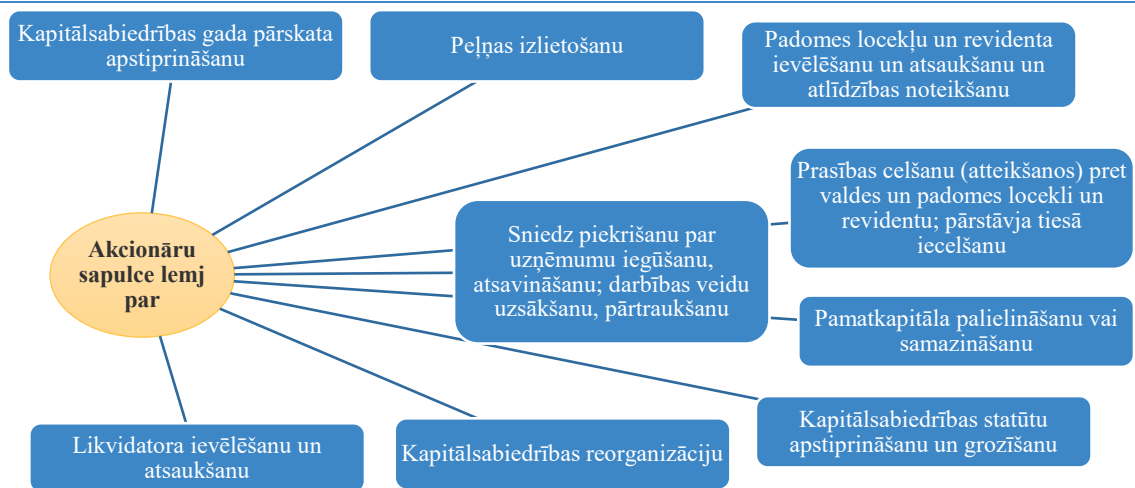 Kapitālsabiedrības gada pārskata
apstiprināšanu
Peļņas izlietošanu
Padomes locekļu un revidenta
ievēlēšanu un atsaukšanu un
atlīdzības noteikšanu
Prasības celšanu (atteikšanos) pret
valdes un padomes locekli un
revidentu; pārstāvja tiesā
iecelšanu
Akcionāru
sapulce lemj
par
Sniedz piekrišanu par
uzņēmumu iegūšanu,
atsavināšanu; darbības veidu
uzsākšanu, pārtraukšanu
Pamatkapitāla palielināšanu vai
samazināšanu
Likvidatora ievēlēšanu un
atsaukšanu
Kapitālsabiedrības reorganizāciju
Kapitālsabiedrības statūtu
apstiprināšanu un grozīšanu